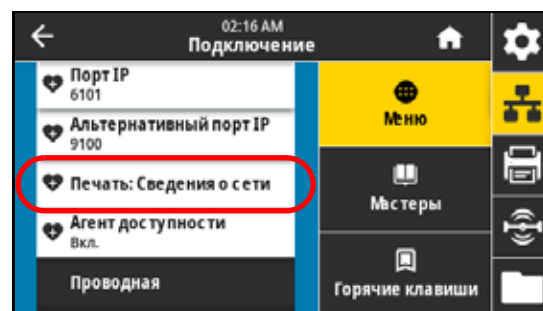 02:16 AM
Подключение
Порт IP
6101
Альтернативный порт IP
9100
Печать: Сведения о сети
Агент доступности
Вкл.
Проводная
Меню
Мастеры
Горячие клавиши